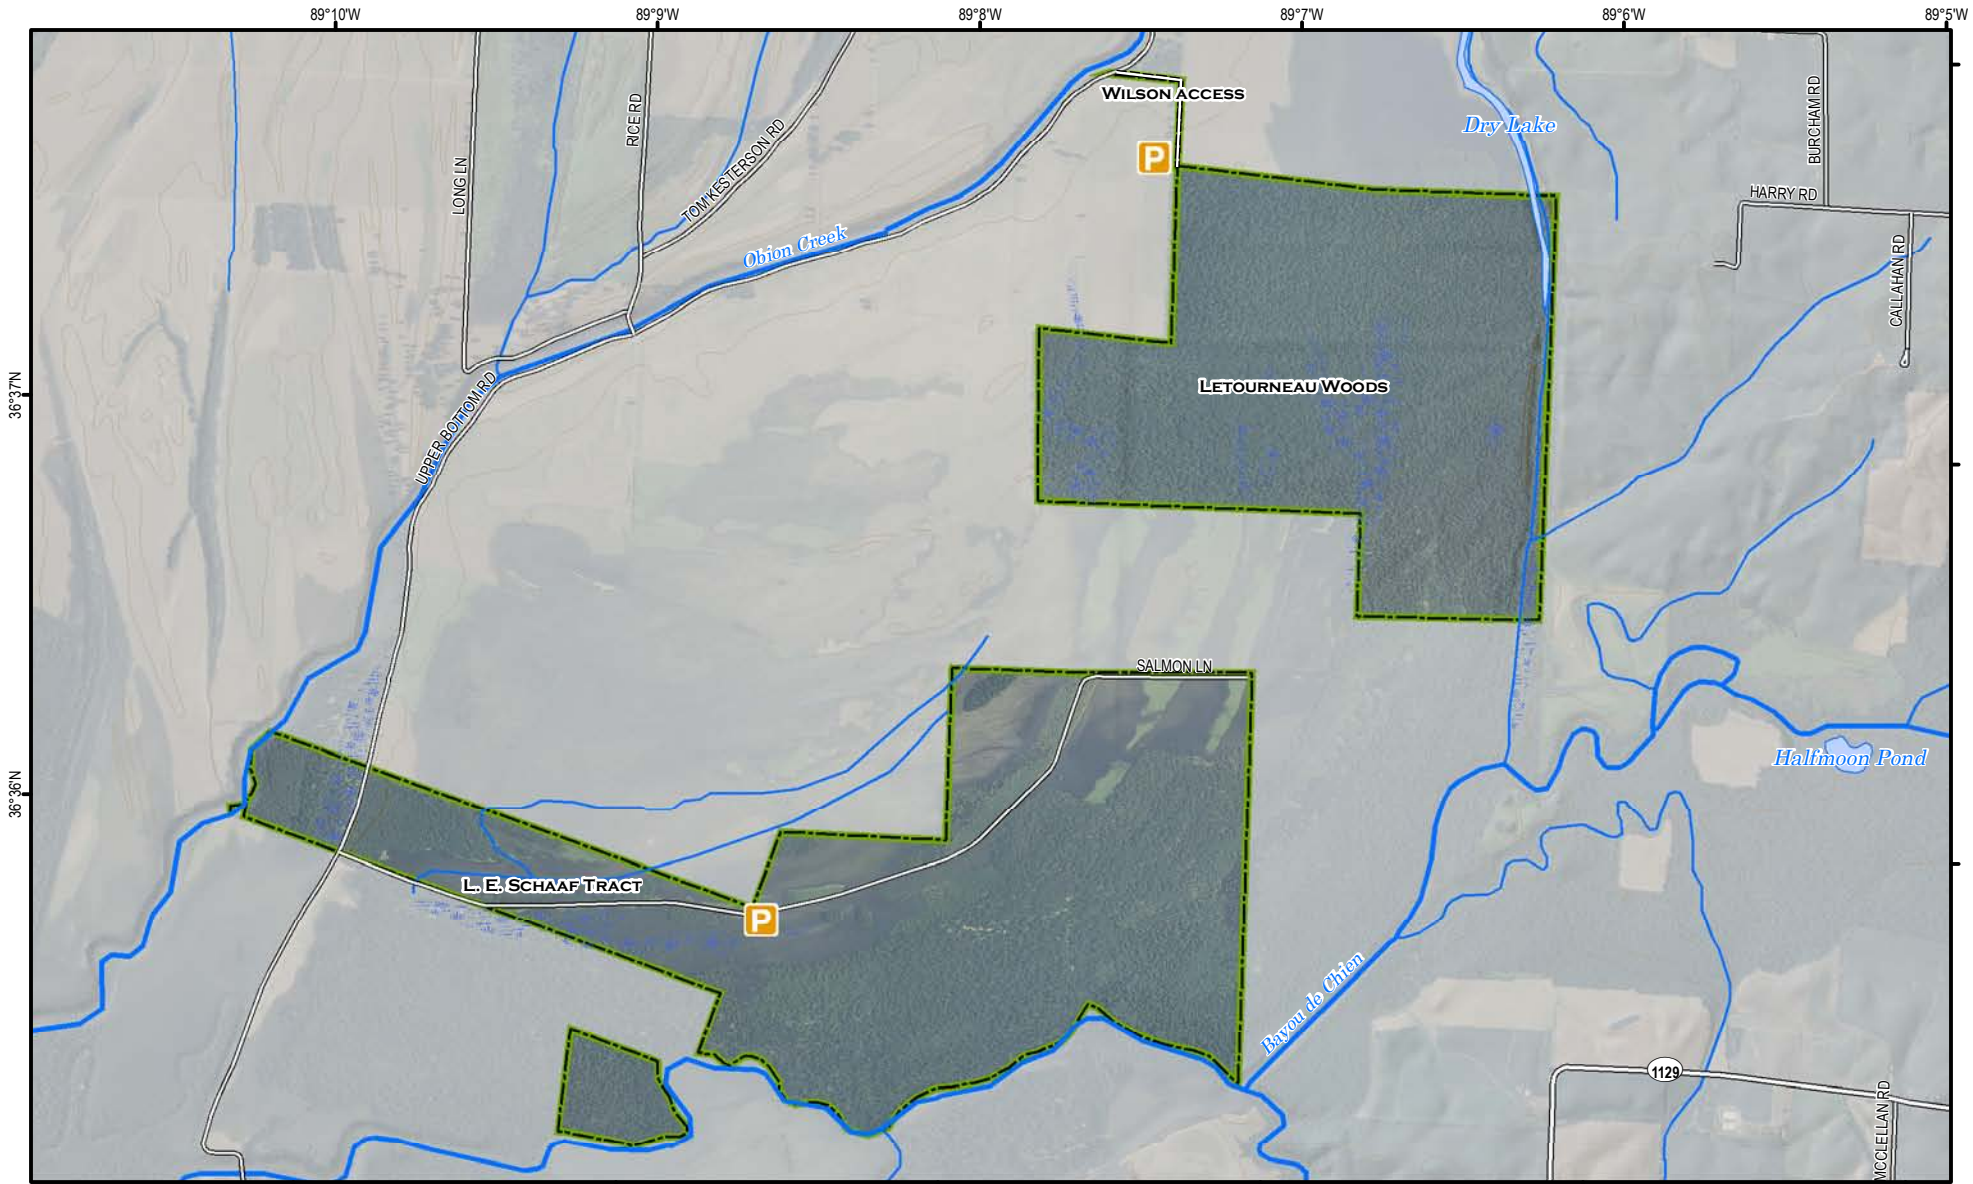 89°10'W
89°9'W
89°8'W
89°7'W
89°6'W
89°5'W
36°37'N
36°36'N
LONG LN
RICE RD
TOM KESTERSON RD
Obion Creek
UPPER BOTTOM RD
WILSON ACCESS
P
Dry Lake
BURCHAM RD
HARRY RD
CALLAHAN RD
LETOURNEAU WOODS
SALMON LN
Halfmoon Pond
L. E. SCHAAF TRACT
P
Bayou de Chien
1129
MCCLELLAN RD